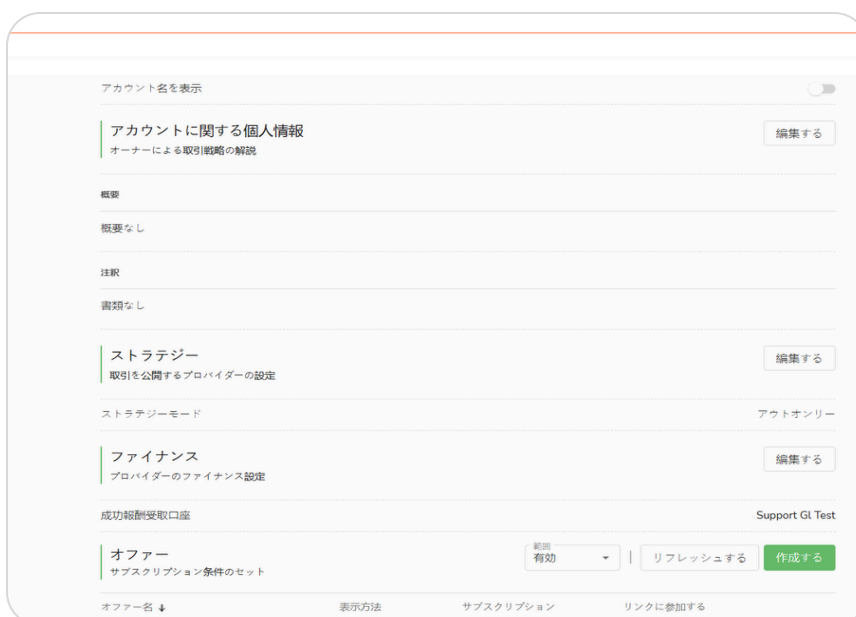 アカウント名を表示
アカウントに関する個人情報
編集する
オーナーによる取引戦略の解説
概要
概要なし
注釈
書類なし
ストラテジー
編集する
取引を公開するプロバイダーの設定
ストラテジーモード
アウトオンリー
ファイナンス
編集する
プロバイダーのファイナンス設定
成功報酬受取口座
Support Gl Test
オファー
範囲
有効
|
リフレッシュする
作成する
サブスクリプション条件のセット
オファー名 ↓
表示方法
サブスクリプション
リンクに参加する